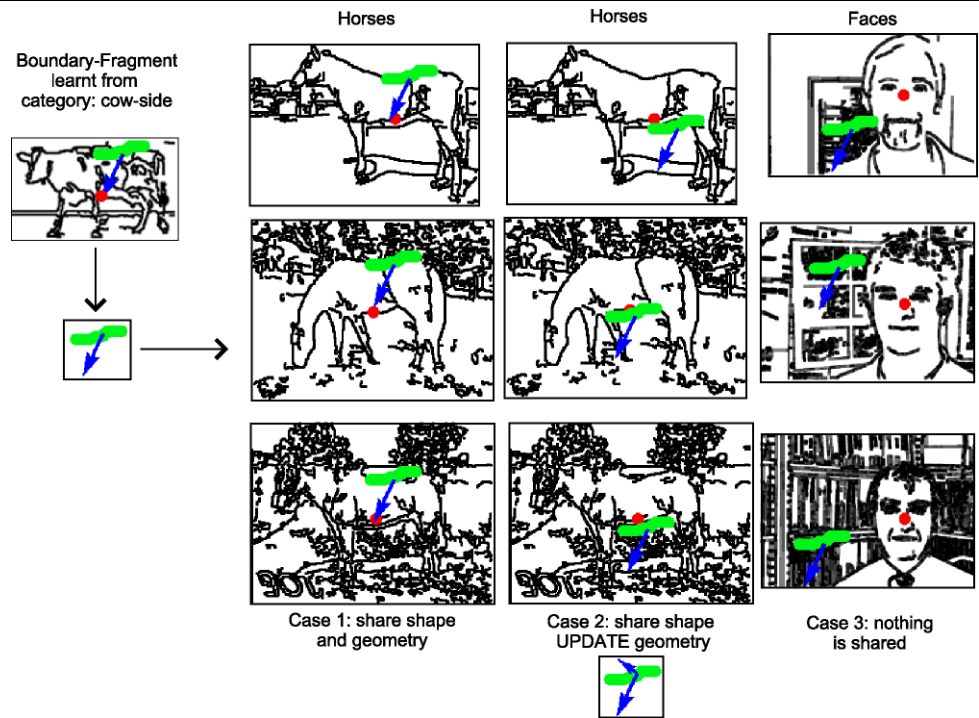 Horses
Horses
Faces
Boundary-Fragment
learnt from
category: cow-side
Case 1: share shape
and geometry
Case 2: share shape
UPDATE geometry
Case 3: nothing
is shared